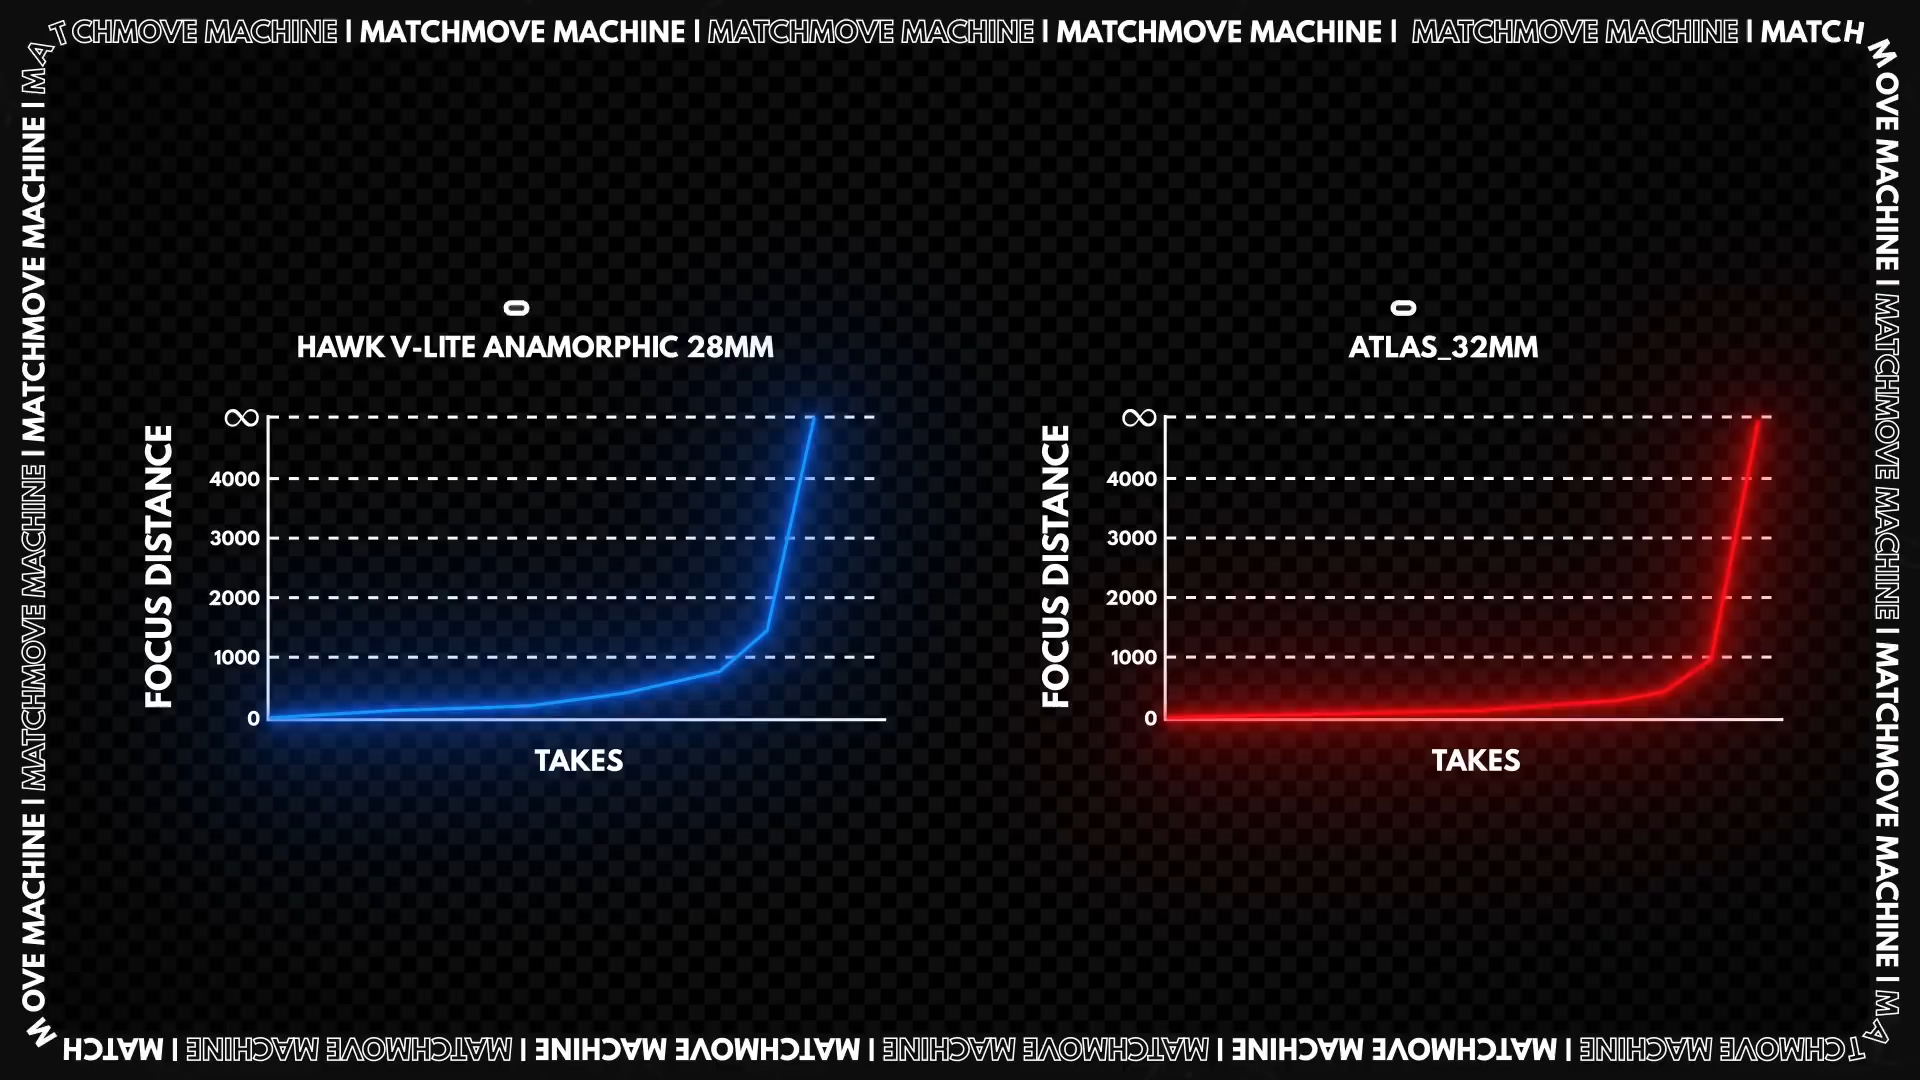 TCHMOVE MACHINE | MATCHMOVE MACHINE | MATCHMOVE MACHINE | MATCHMOVE MACHINE | MATCHMOVE MACHINE | MATCH
MOVE MACHINE | MATCHMOVE MACHINE | MATCHMOVE MACHINE | MA
TCHMOVE MACHINE | MATCHMOVE MACHINE | MATCHMOVE MACHINE | MATCHMOVE MACHINE | MATCHMOVE MACHINE | MATCH
MOVE MACHINE | MATCHMOVE MACHINE | MATCHMOVE MACHINE | MA
0
HAWK V-LITE ANAMORPHIC 28MM
FOCUS DISTANCE
∞
4000
3000
2000
1000
0
TAKES
0
ATLAS_32MM
FOCUS DISTANCE
∞
4000
3000
2000
1000
0
TAKES